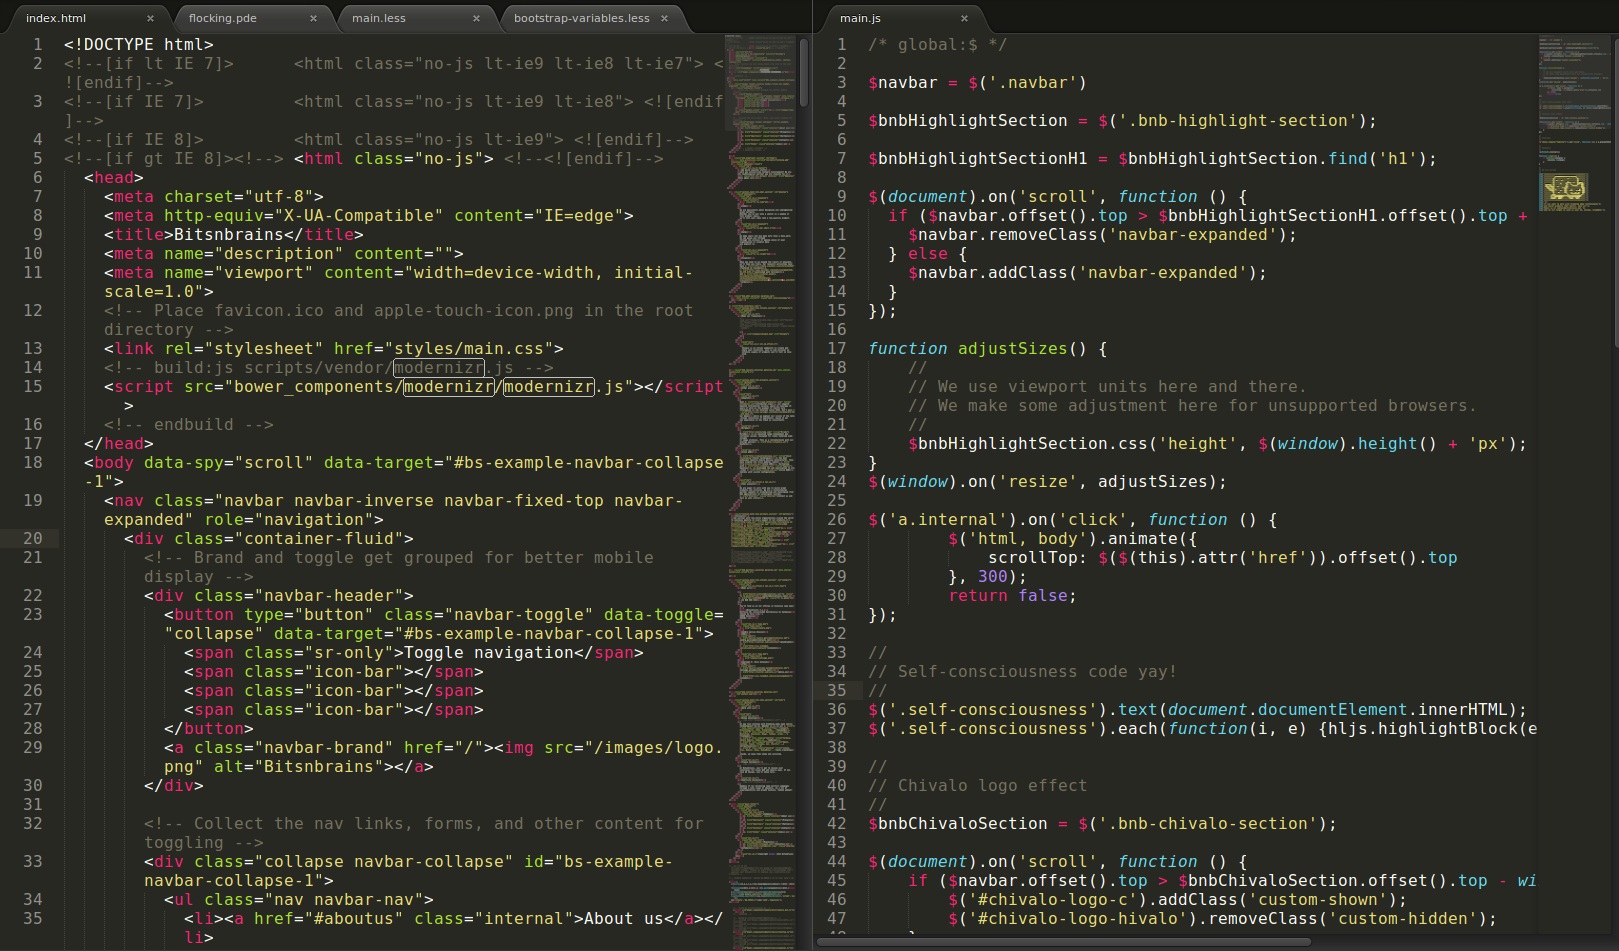 index.html ×
flocking.pde ×
main.less ×
bootstrap-variables.less ×
1 <!DOCTYPE html>
2 <!--[if lt IE 7]>      <html class="no-js lt-ie9 lt-ie8 lt-ie7"> <
![endif]-->
3 <!--[if IE 7]>         <html class="no-js lt-ie9 lt-ie8"> <![endif
]-->
4 <!--[if IE 8]>         <html class="no-js lt-ie9"> <![endif]-->
5 <!--[if gt IE 8]><!--> <html class="no-js"> <!--<![endif]-->
6 <head>
7 <meta charset="utf-8">
8 <meta http-equiv="X-UA-Compatible" content="IE=edge">
9 <title>Bitsnbrains</title>
10 <meta name="description" content="">
11 <meta name="viewport" content="width=device-width, initial-
scale=1.0">
12 <!-- Place favicon.ico and apple-touch-icon.png in the root
directory -->
13 <link rel="stylesheet" href="styles/main.css">
14 <!-- build:js scripts/vendor/modernizr.js -->
15 <script src="bower_components/modernizr/modernizr.js"></script
>
16 <!-- endbuild -->
17 </head>
18 <body data-spy="scroll" data-target="#bs-example-navbar-collapse
-1">
19 <nav class="navbar navbar-inverse navbar-fixed-top navbar-
expanded" role="navigation">
20 <div class="container-fluid">
21 <!-- Brand and toggle get grouped for better mobile
display -->
22 <div class="navbar-header">
23 <button type="button" class="navbar-toggle" data-toggle=
"collapse" data-target="#bs-example-navbar-collapse-1">
24 <span class="sr-only">Toggle navigation</span>
25 <span class="icon-bar"></span>
26 <span class="icon-bar"></span>
27 <span class="icon-bar"></span>
28 </button>
29 <a class="navbar-brand" href="/"><img src="/images/logo.
png" alt="Bitsnbrains"></a>
30 </div>
31
32 <!-- Collect the nav links, forms, and other content for
toggling -->
33 <div class="collapse navbar-collapse" id="bs-example-
navbar-collapse-1">
34 <ul class="nav navbar-nav">
35 <li><a href="#aboutus" class="internal">About us</a></
li>
main.js ×
1 /* global:$ */
2
3 $navbar = $('.navbar')
4
5 $bnbHighlightSection = $('.bnb-highlight-section');
6
7 $bnbHighlightSectionH1 = $bnbHighlightSection.find('h1');
8
9 $(document).on('scroll', function () {
10 if ($navbar.offset().top > $bnbHighlightSectionH1.offset().top +
11 $navbar.removeClass('navbar-expanded');
12 } else {
13 $navbar.addClass('navbar-expanded');
14 }
15 });
16
17 function adjustSizes() {
18 //
19 // We use viewport units here and there.
20 // We make some adjustment here for unsupported browsers.
21 //
22 $bnbHighlightSection.css('height', $(window).height() + 'px');
23 }
24 $(window).on('resize', adjustSizes);
25
26 $('a.internal').on('click', function () {
27 $('html, body').animate({
28 scrollTop: $($(this).attr('href')).offset().top
29 }, 300);
30 return false;
31 });
32
33 //
34 // Self-consciousness code yay!
35 //
36 $('.self-consciousness').text(document.documentElement.innerHTML);
37 $('.self-consciousness').each(function(i, e) {hljs.highlightBlock(e
38
39 //
40 // Chivalo logo effect
41 //
42 $bnbChivaloSection = $('.bnb-chivalo-section');
43
44 $(document).on('scroll', function () {
45 if ($navbar.offset().top > $bnbChivaloSection.offset().top - wi
46 $('#chivalo-logo-c').addClass('custom-shown');
47 $('#chivalo-logo-hivalo').removeClass('custom-hidden');